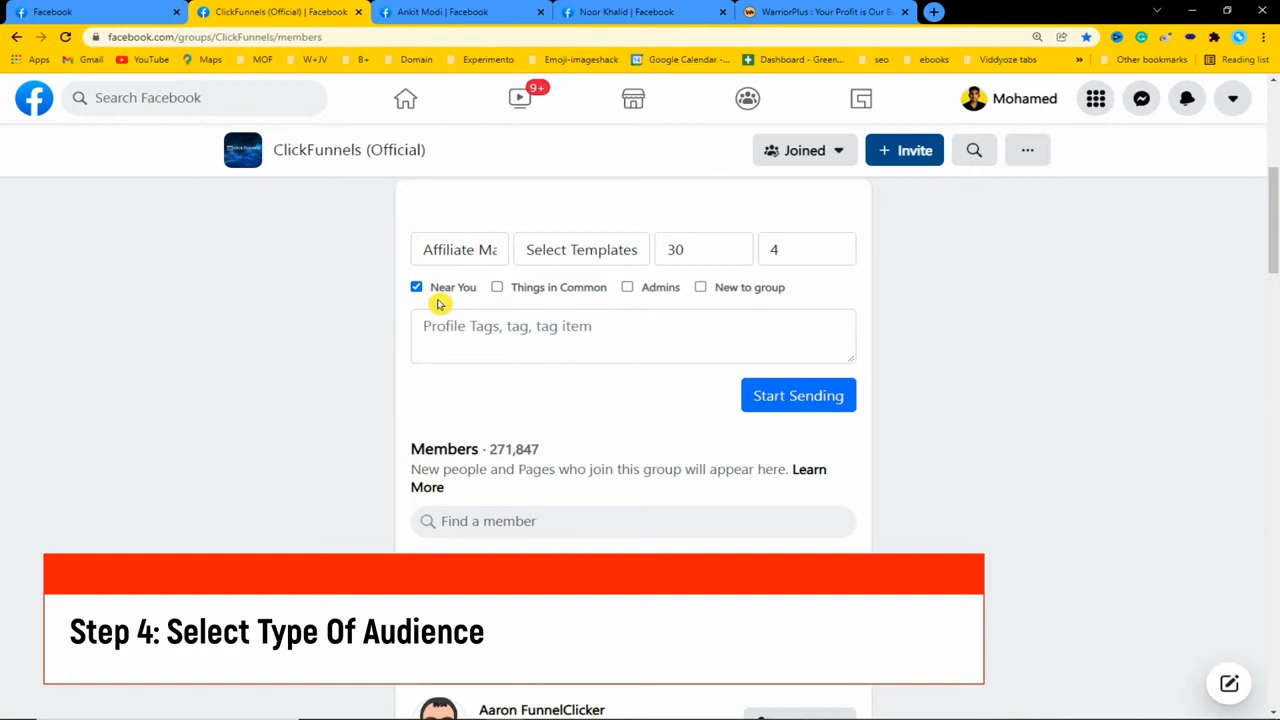 Facebook
ClickFunnels (Official) | Facebook
Ankit Modi | Facebook
Noor Khalid | Facebook
WarriorPlus : Your Profit is Our B
facebook.com/groups/ClickFunnels/members
Apps
Gmail
YouTube
Maps
MOF
W+JV
B+
Domain
Experimento
Emoji-imageshack
Google Calendar -...
Dashboard - Green...
seo
ebooks
Viddyoze tabs
Other bookmarks
Reading list
Search Facebook
9+
Mohamed
ClickFunnels (Official)
Joined
+ Invite
Affiliate Ma
Select Templates
30
4
Near You
Things in Common
Admins
New to group
Profile Tags, tag, tag item
Start Sending
Members · 271,847
New people and Pages who join this group will appear here. Learn
More
Find a member
Step 4: Select Type Of Audience
Aaron FunnelClicker